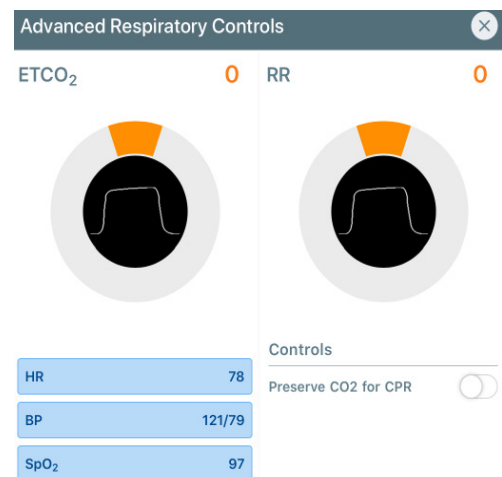 Advanced Respiratory Controls
ETCO₂ 0
RR 0
Controls
Preserve CO2 for CPR
HR 78
BP 121/79
SpO₂ 97